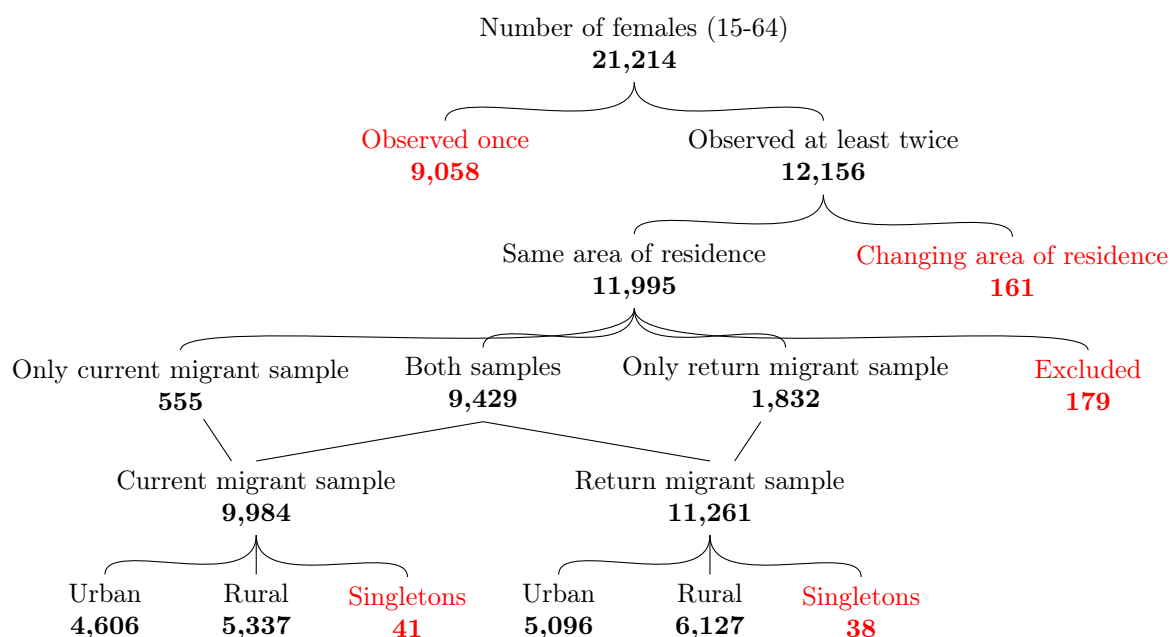 Number of females (15-64)
21,214
Observed once
9,058
Observed at least twice
12,156
Same area of residence
11,995
Changing area of residence
161
Only current migrant sample
555
Both samples
9,429
Only return migrant sample
1,832
Excluded
179
Current migrant sample
9,984
Return migrant sample
11,261
Urban
4,606
Rural
5,337
Singletons
41
Urban
5,096
Rural
6,127
Singletons
38